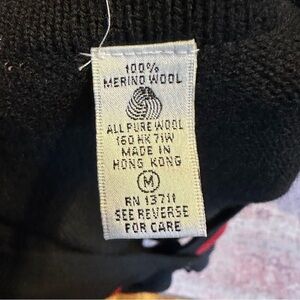 100%
MERINO WOOL
ALL PURE WOOL
160 HK 71W
MADE IN
HONG KONG
M
RN 13711
SEE REVERSE
FOR CARE